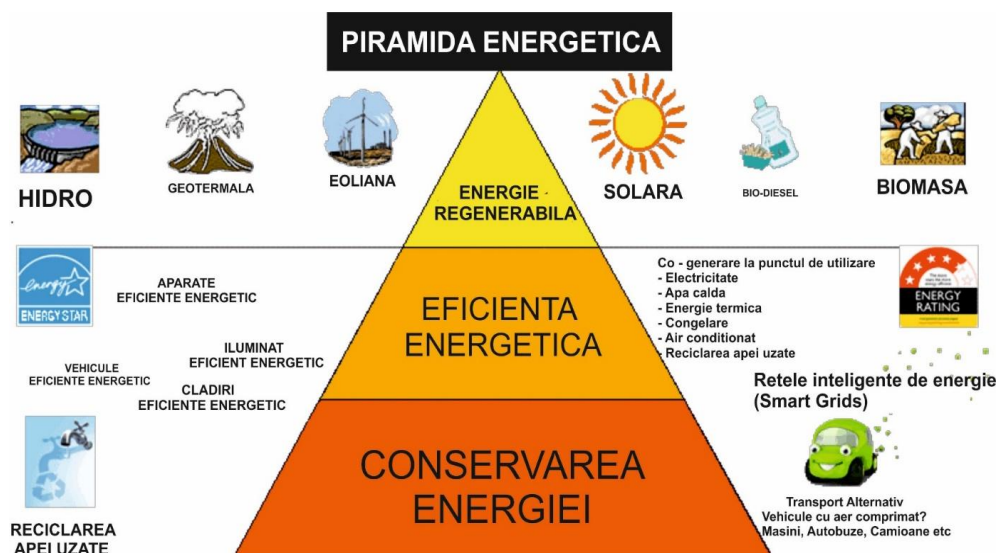 PIRAMIDA ENERGETICA
HIDRO
GEOTERMALA
EOLIANA
ENERGIE
REGENERABILA
SOLARA
BIO-DIESEL
BIOMASA
energy
ENERGY STAR
APARATE
EFICIENTE ENERGETIC
ILUMINAT
EFICIENT ENERGETIC
VEHICULE
EFICIENTE ENERGETIC
CLADIRI
EFICIENTE ENERGETIC
EFICIENTA
ENERGETICA
Co - generare la punctul de utilizare
- Electricitate
- Apa calda
- Energie termica
- Congelare
- Air conditionat
- Reciclarea apei uzate
ENERGY
RATING
Retele inteligente de energie
(Smart Grids)
CONSERVAREA
ENERGIEI
RECICLAREA
APEI UZATE
Transport Alternativ
Vehicule cu aer comprimat?
Masini, Autobuze, Camioane etc